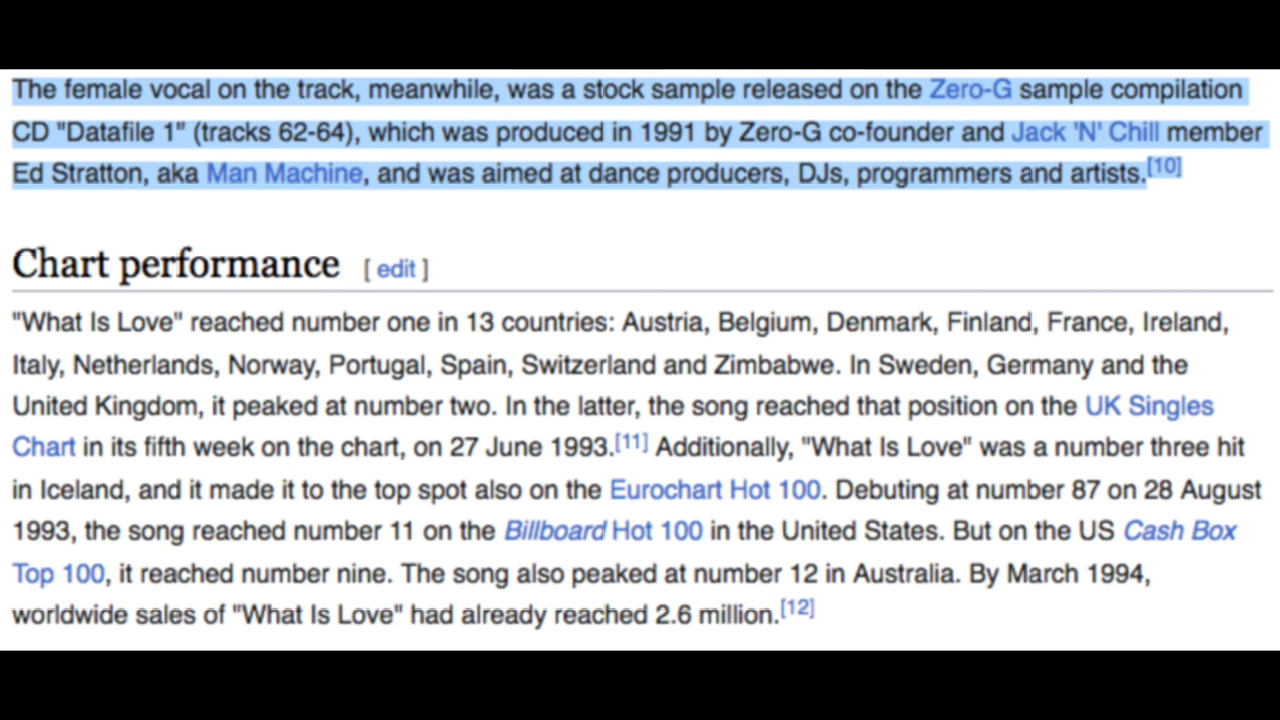 The female vocal on the track, meanwhile, was a stock sample released on the Zero-G sample compilation
CD "Datafile 1" (tracks 62-64), which was produced in 1991 by Zero-G co-founder and Jack 'N' Chill member
Ed Stratton, aka Man Machine, and was aimed at dance producers, DJs, programmers and artists.[10]
Chart performance [ edit ]
"What Is Love" reached number one in 13 countries: Austria, Belgium, Denmark, Finland, France, Ireland,
Italy, Netherlands, Norway, Portugal, Spain, Switzerland and Zimbabwe. In Sweden, Germany and the
United Kingdom, it peaked at number two. In the latter, the song reached that position on the UK Singles
Chart in its fifth week on the chart, on 27 June 1993.[11] Additionally, "What Is Love" was a number three hit
in Iceland, and it made it to the top spot also on the Eurochart Hot 100. Debuting at number 87 on 28 August
1993, the song reached number 11 on the Billboard Hot 100 in the United States. But on the US Cash Box
Top 100, it reached number nine. The song also peaked at number 12 in Australia. By March 1994,
worldwide sales of "What Is Love" had already reached 2.6 million.[12]